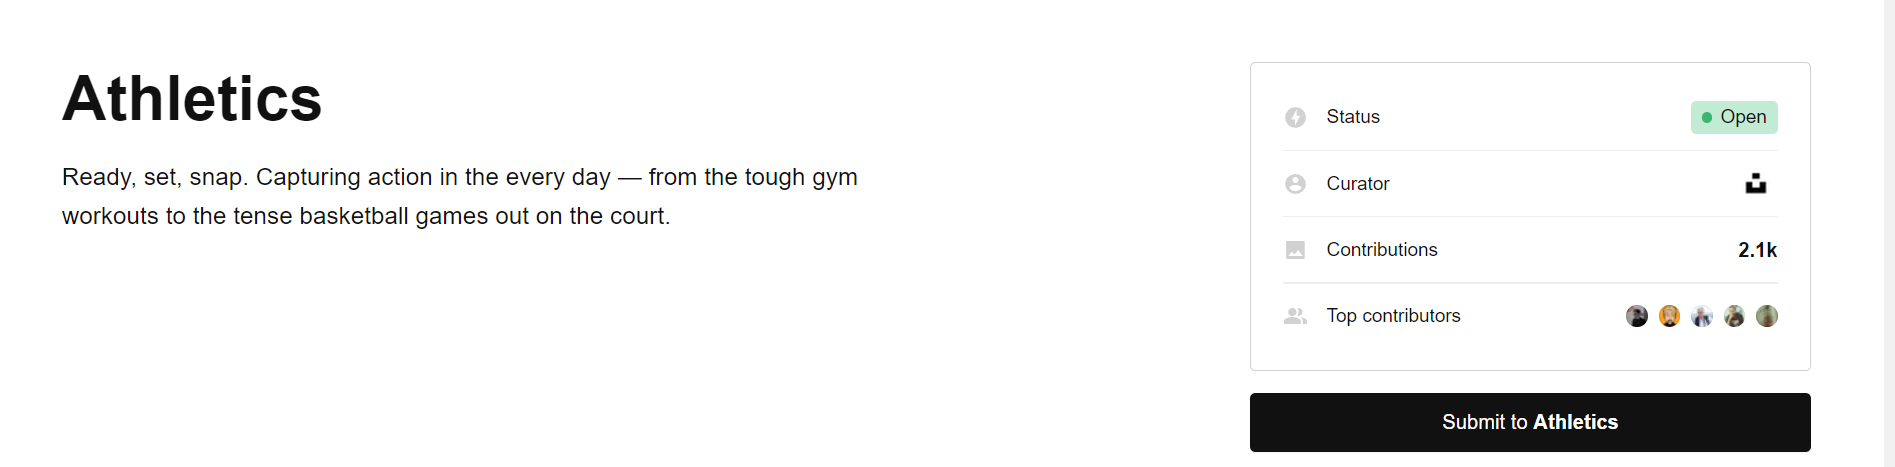 Athletics
Ready, set, snap. Capturing action in the every day — from the tough gym
workouts to the tense basketball games out on the court.
Status
Open
Curator
Contributions
2.1k
Top contributors
Submit to Athletics